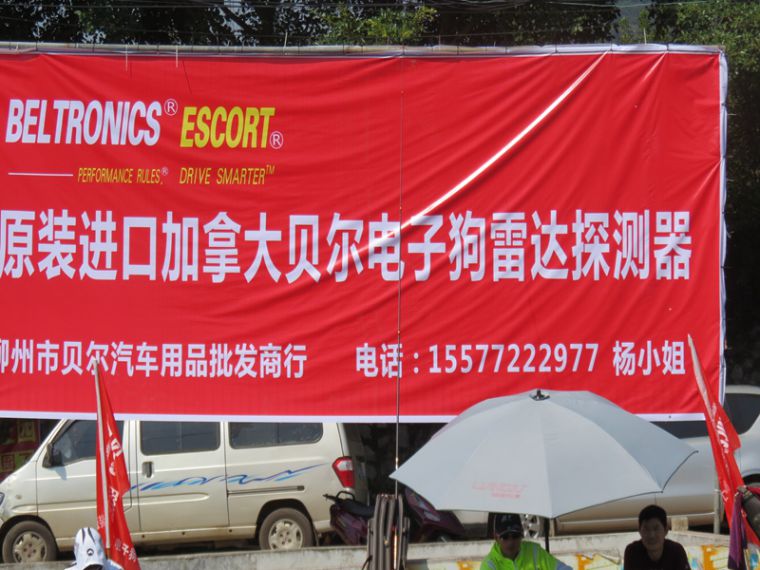 BELTRONICS® ESCORT®
PERFORMANCE RULES.® DRIVE SMARTER™
原装进口加拿大贝尔电子狗雷达探测器
柳州市贝尔汽车用品批发商行 电话：15577222977 杨小姐